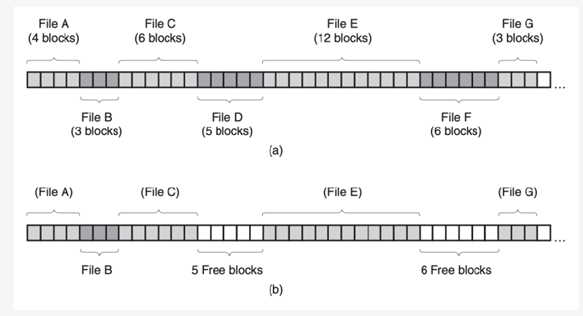 File A
(4 blocks)
File C
(6 blocks)
File E
(12 blocks)
File G
(3 blocks)
...
File B
(3 blocks)
File D
(5 blocks)
File F
(6 blocks)
(a)
(File A)
(File C)
(File E)
(File G)
...
File B
5 Free blocks
6 Free blocks
(b)